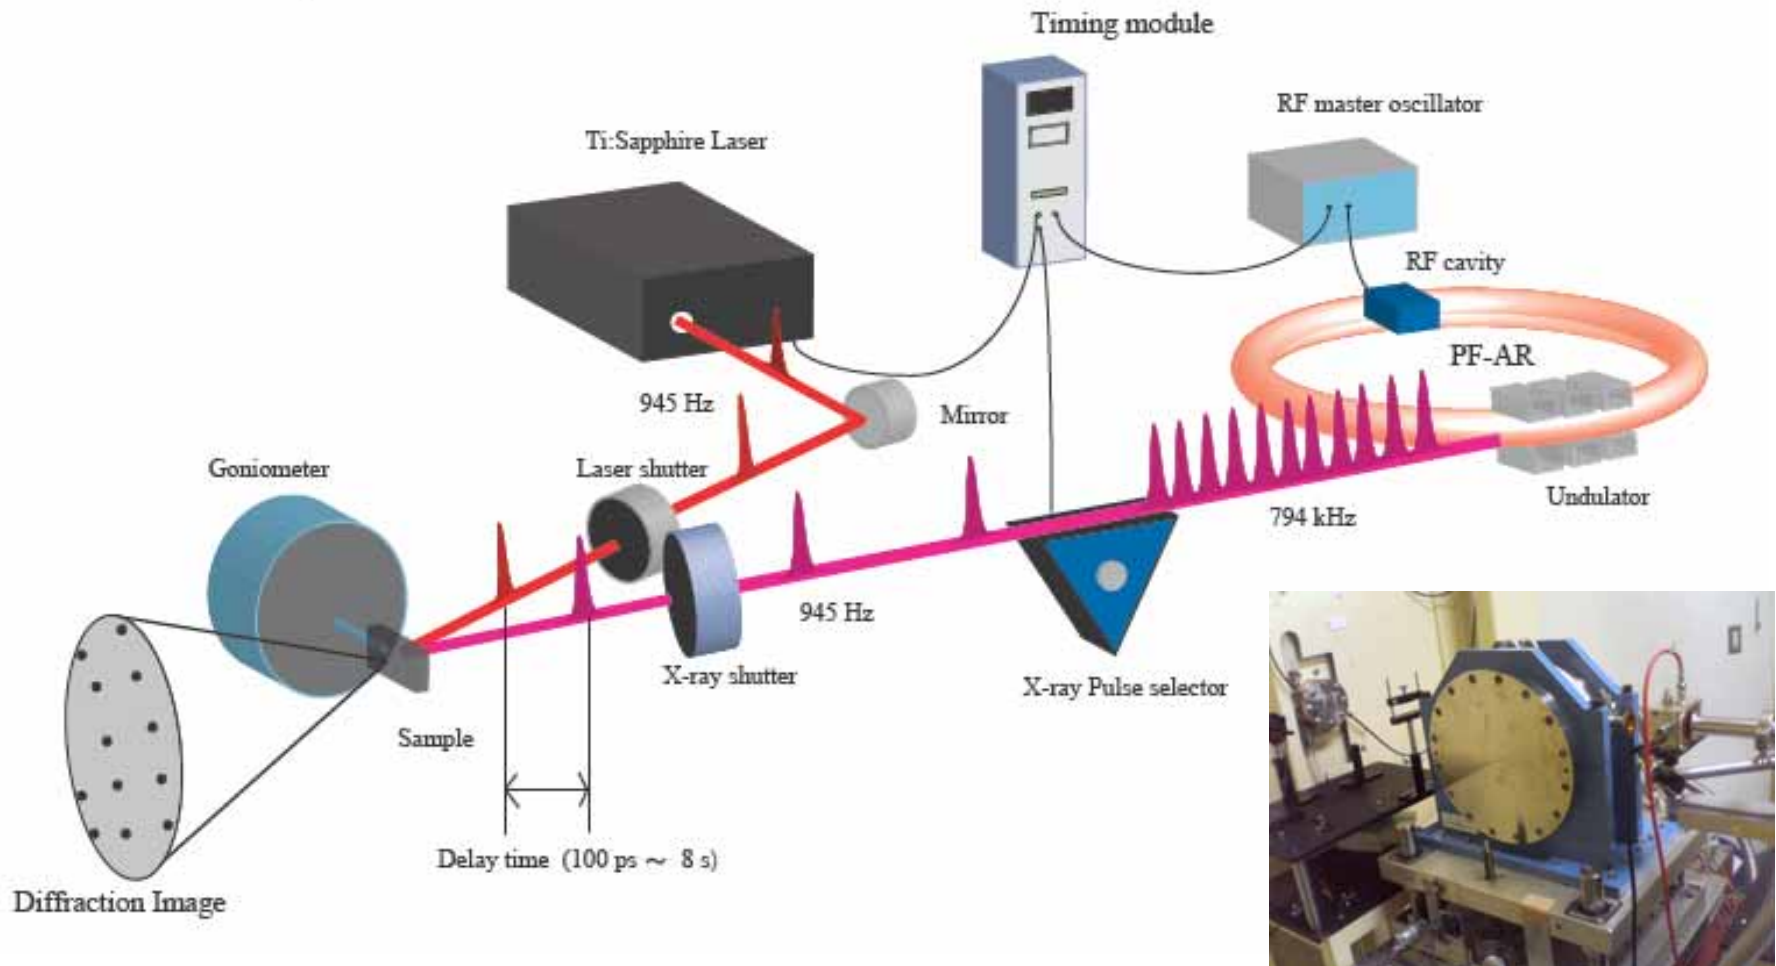 Timing module
RF master oscillator
Ti:Sapphire Laser
RF cavity
PF-AR
945 Hz
Mirror
Goniometer
Laser shutter
Undulator
794 kHz
945 Hz
X-ray shutter
X-ray Pulse selector
Sample
Delay time (100 ps ~ 8 s)
Diffraction Image